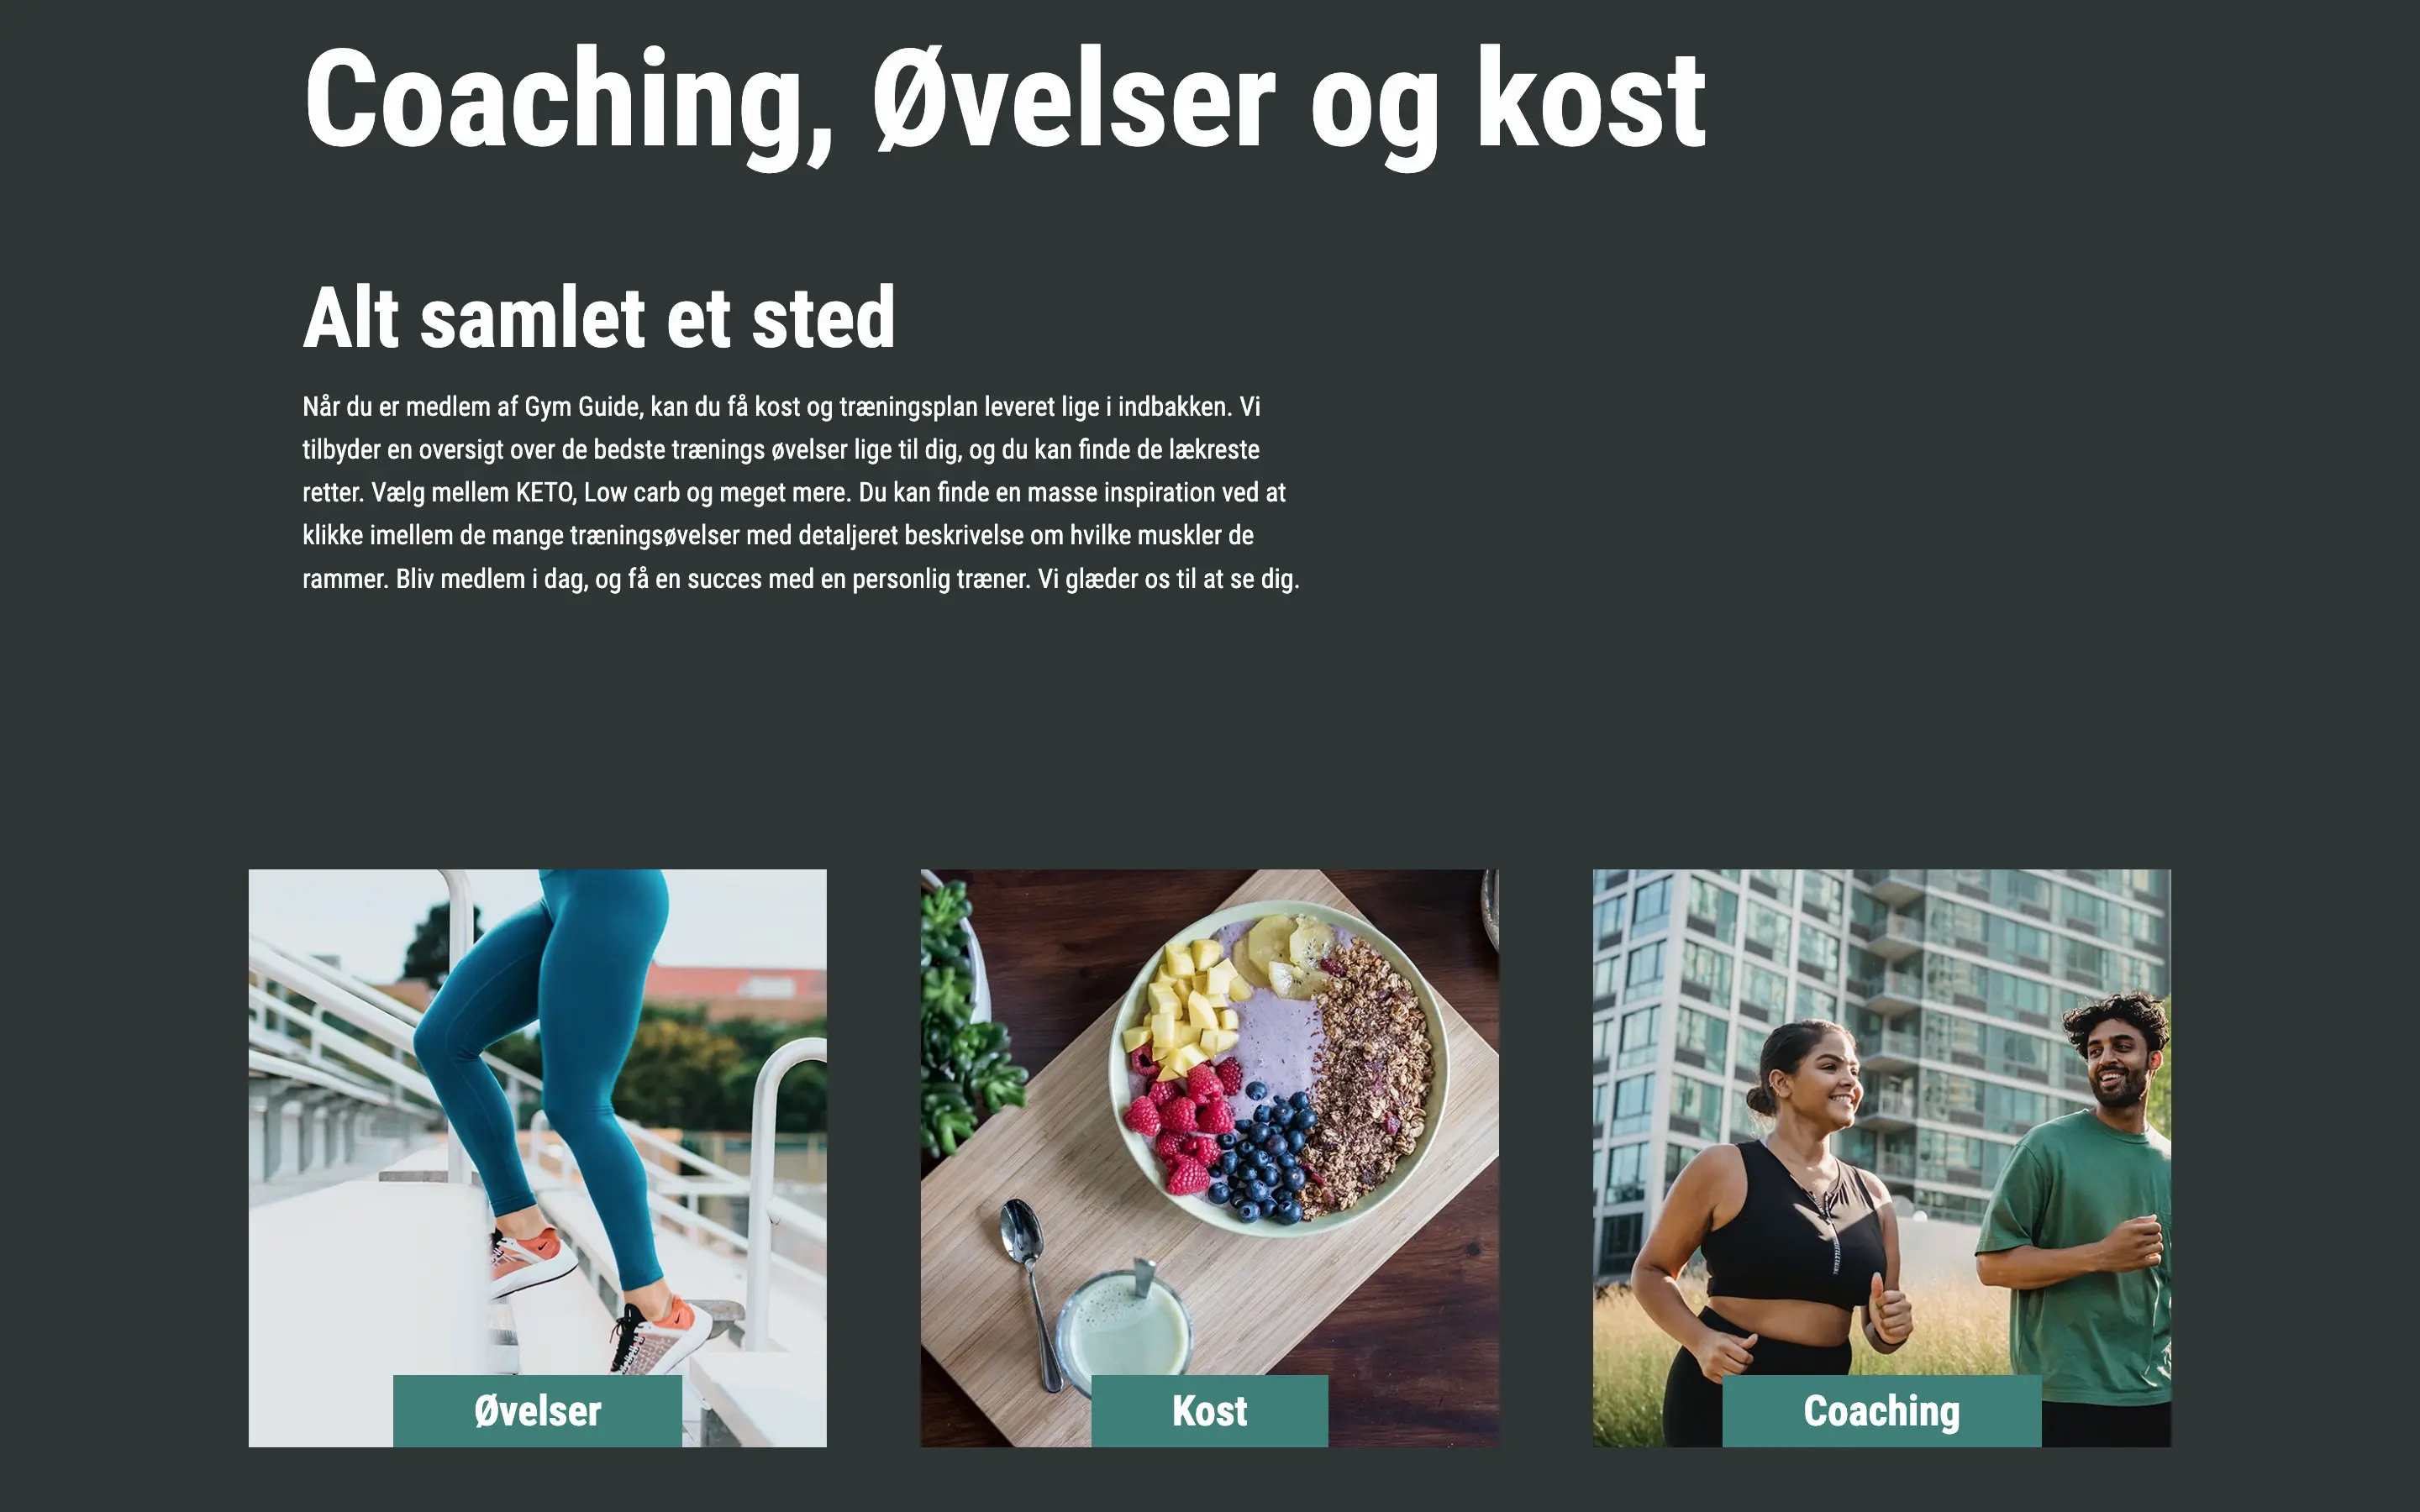 Coaching, Øvelser og kost
Alt samlet et sted
Når du er medlem af Gym Guide, kan du få kost og træningsplan leveret lige i indbakken. Vi
tilbyder en oversigt over de bedste trænings øvelser lige til dig, og du kan finde de lækreste
retter. Vælg mellem KETO, Low carb og meget mere. Du kan finde en masse inspiration ved at
klikke imellem de mange træningsøvelser med detaljeret beskrivelse om hvilke muskler de
rammer. Bliv medlem i dag, og få en succes med en personlig træner. Vi glæder os til at se dig.
Øvelser
Kost
Coaching